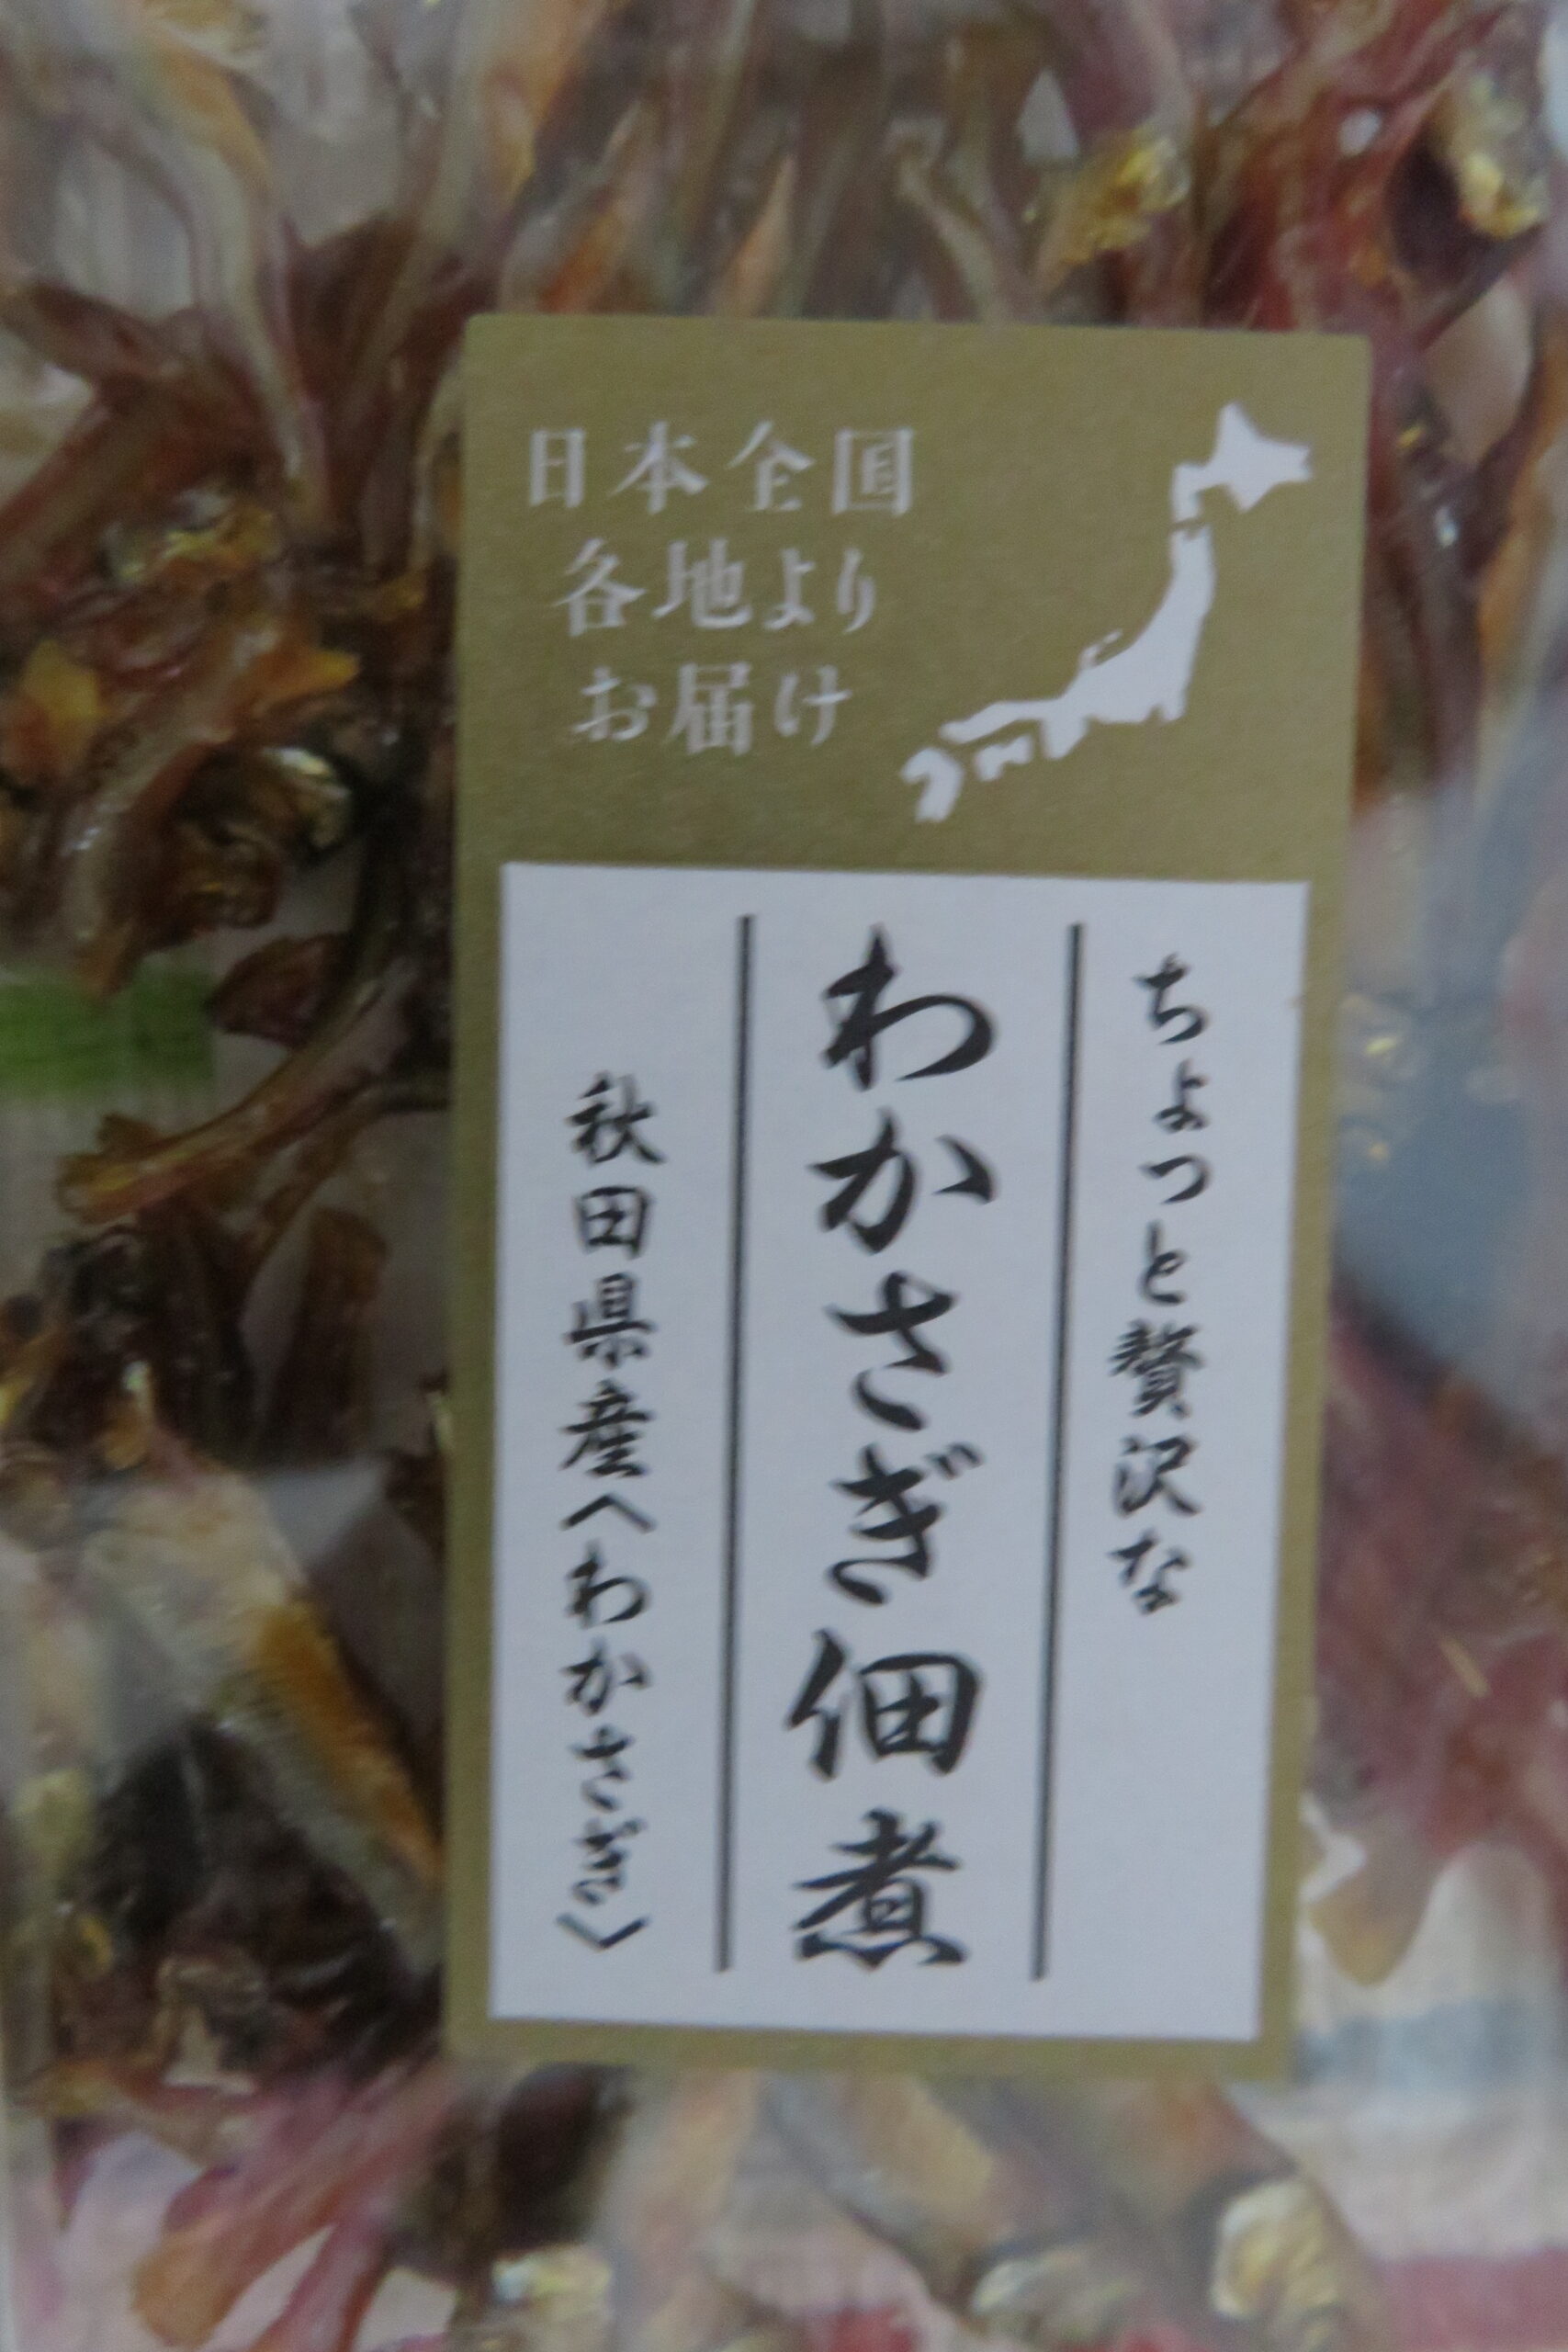 日本全国
各地より
お届け
ちょっと贅沢な
わかさぎ佃煮
秋田県産〈わかさぎ〉